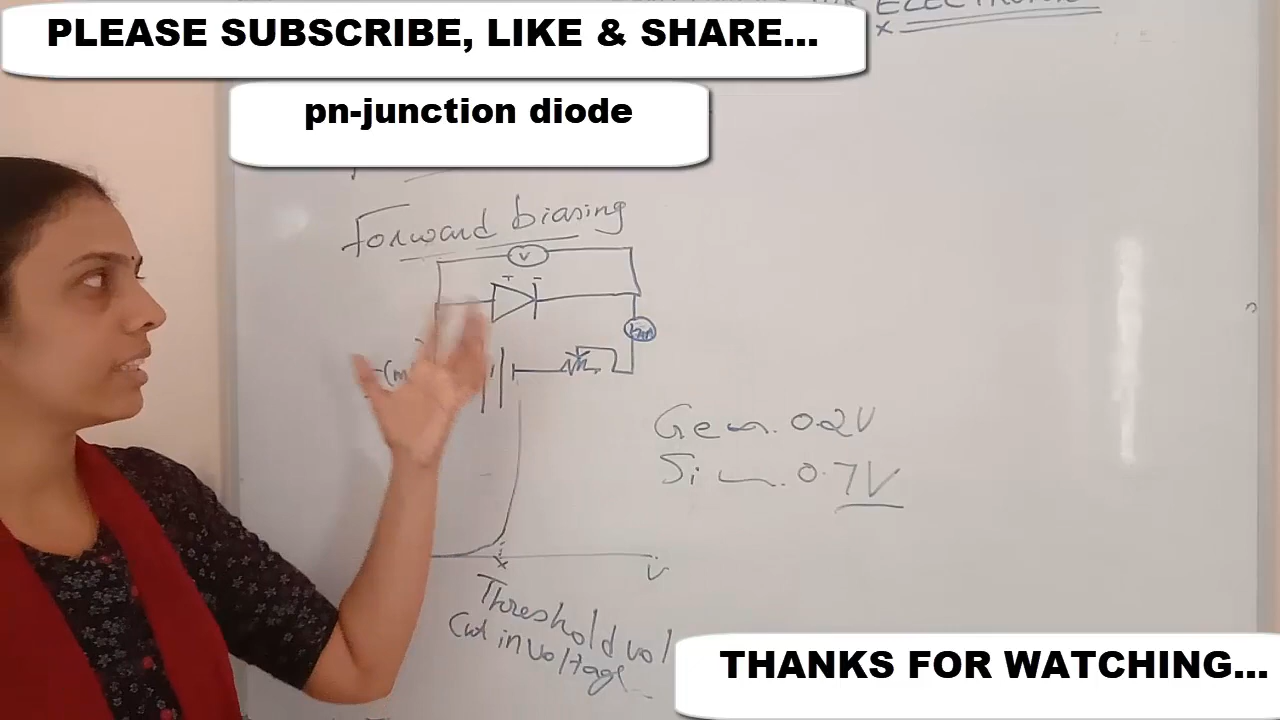 ELECTRONIC
PLEASE SUBSCRIBE, LIKE & SHARE...
pn-junction diode
Forward biasing
V
+ -
Ge 0.2V
Si 0.7V
V
Threshold vol
Cut in voltage
THANKS FOR WATCHING...